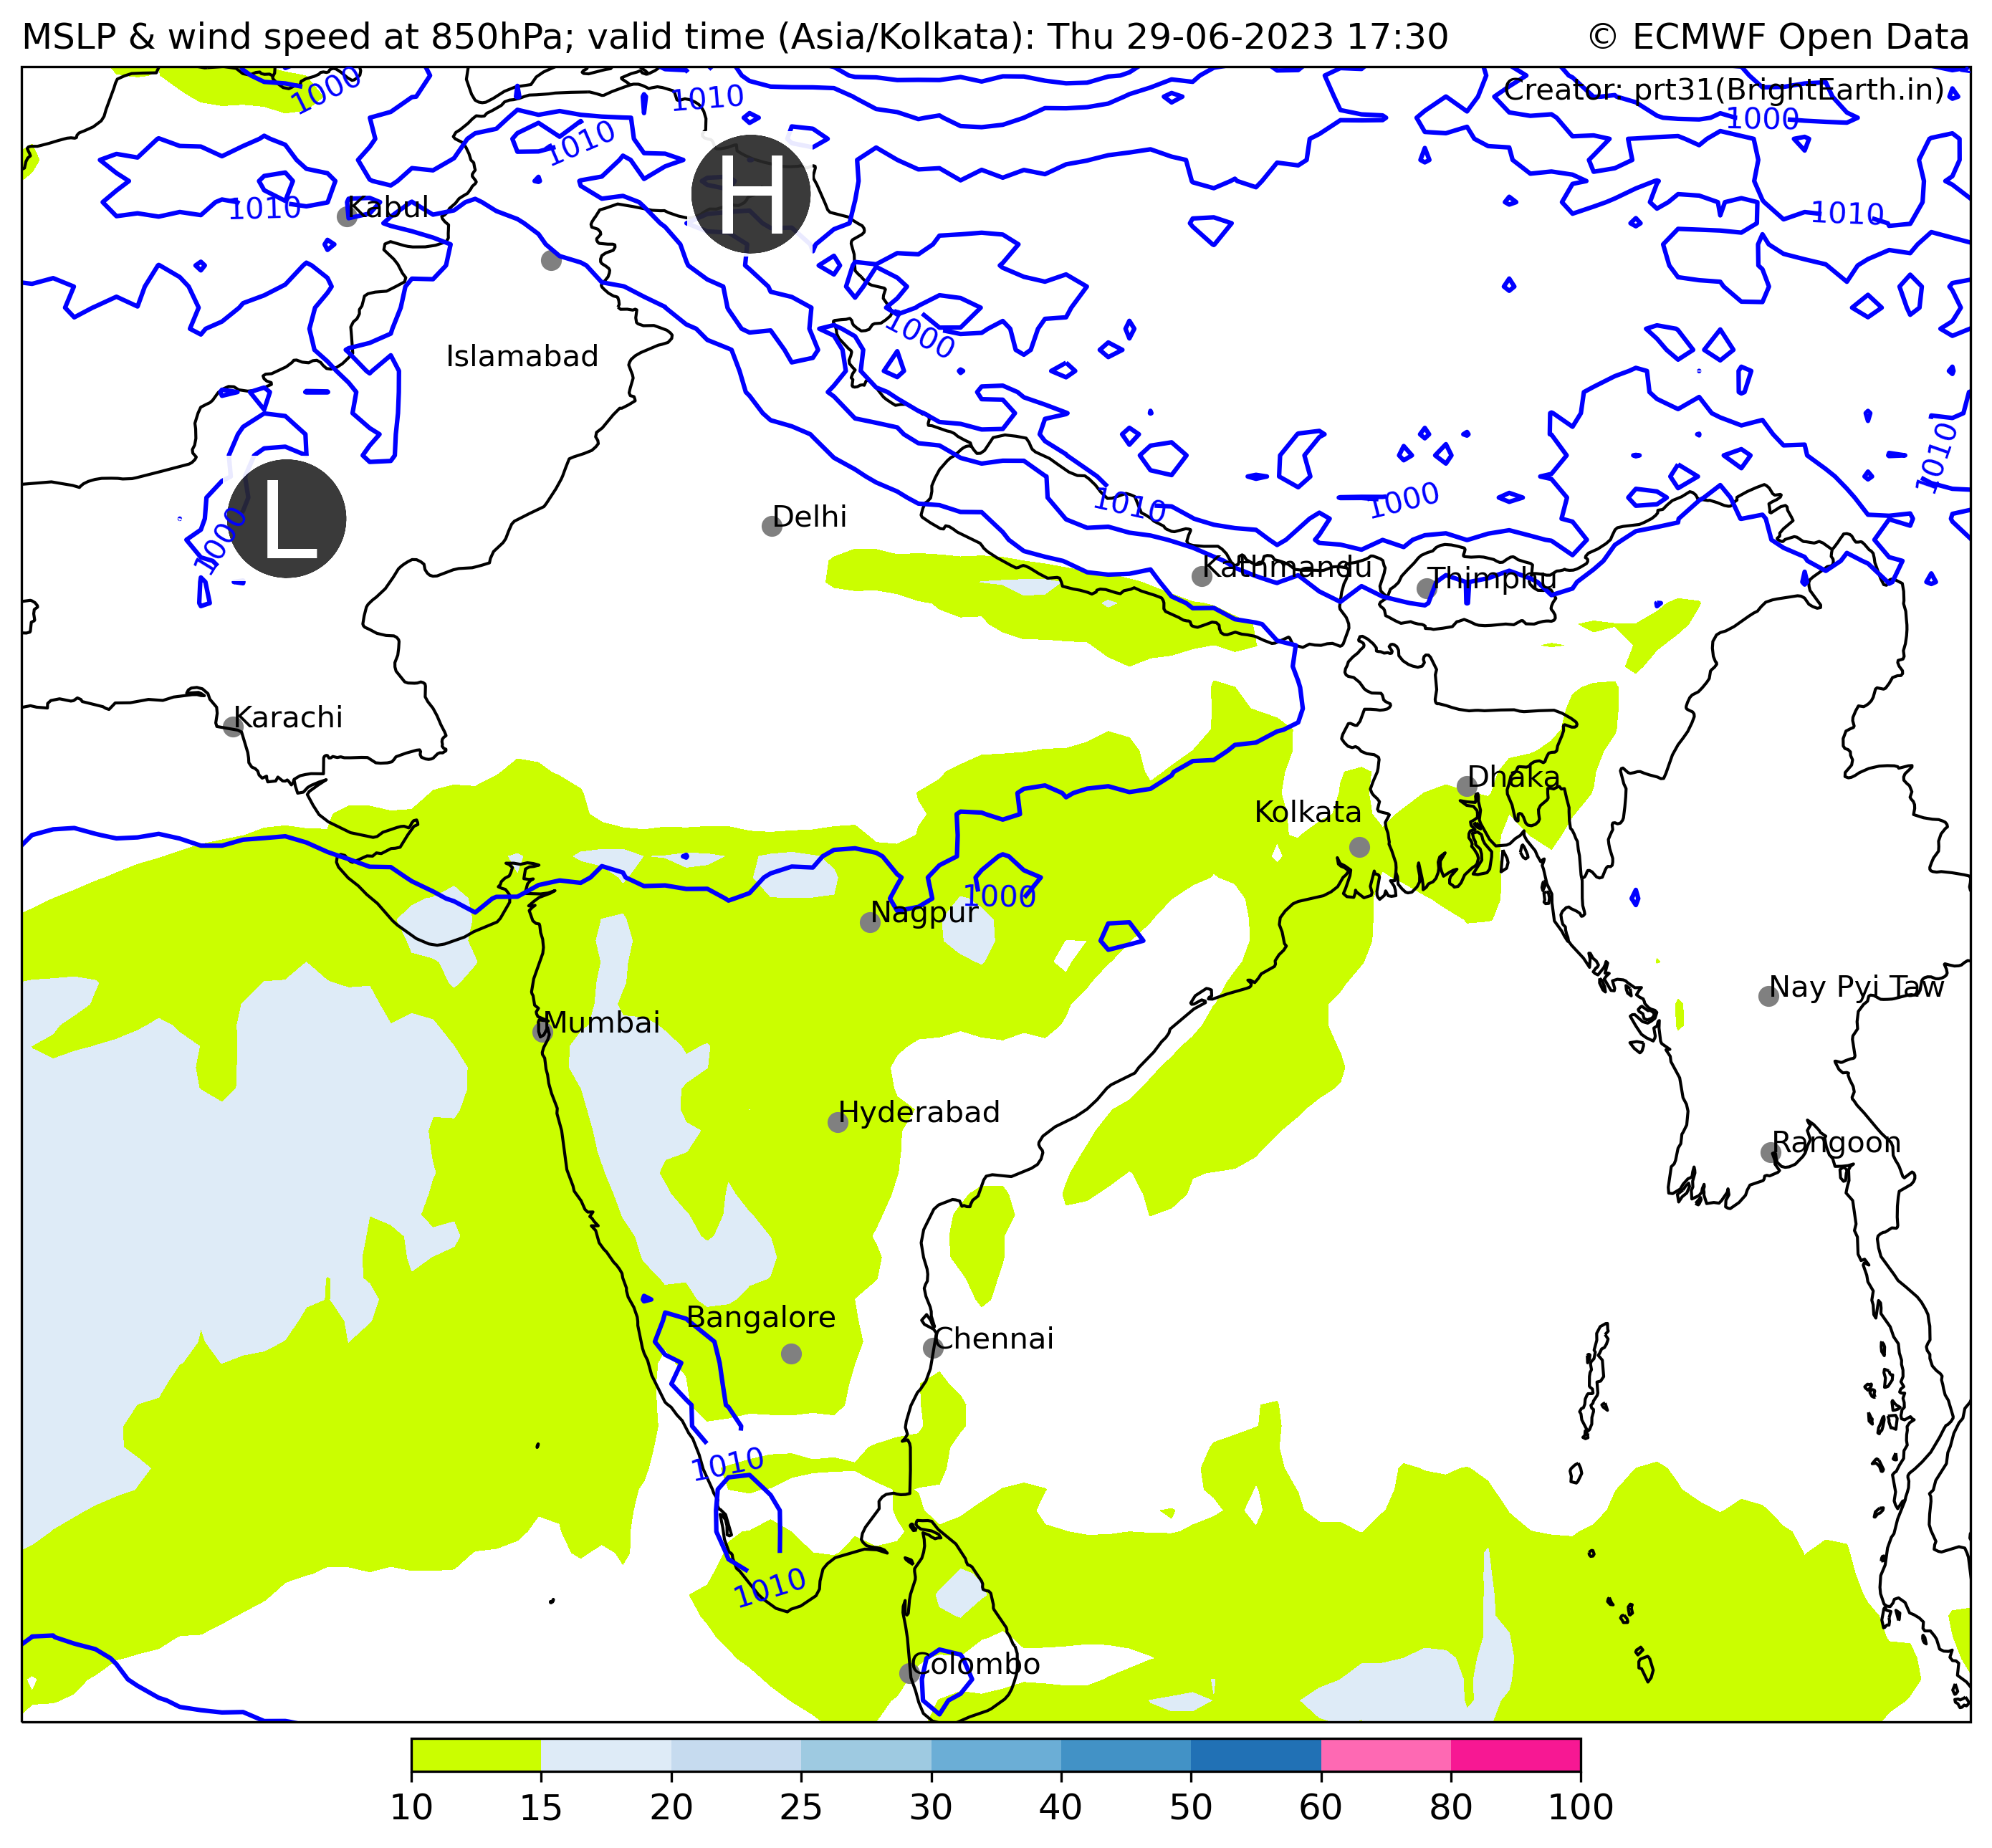 MSLP & wind speed at 850hPa; valid time (Asia/Kolkata): Thu 29-06-2023 17:30
© ECMWF Open Data
Creator: prt31(BrightEarth.in)
1000
1010
1000
1010
H
1010
Kabul
1010
1000
Islamabad
1010
L
1000
1010
1000
Delhi
Kathmandu
Thimphu
Karachi
Dhaka
Kolkata
1000
Nagpur
Nay Pyi Taw
Mumbai
Hyderabad
Rangoon
Bangalore
Chennai
1010
1010
Colombo
10 15 20 25 30 40 50 60 80 100